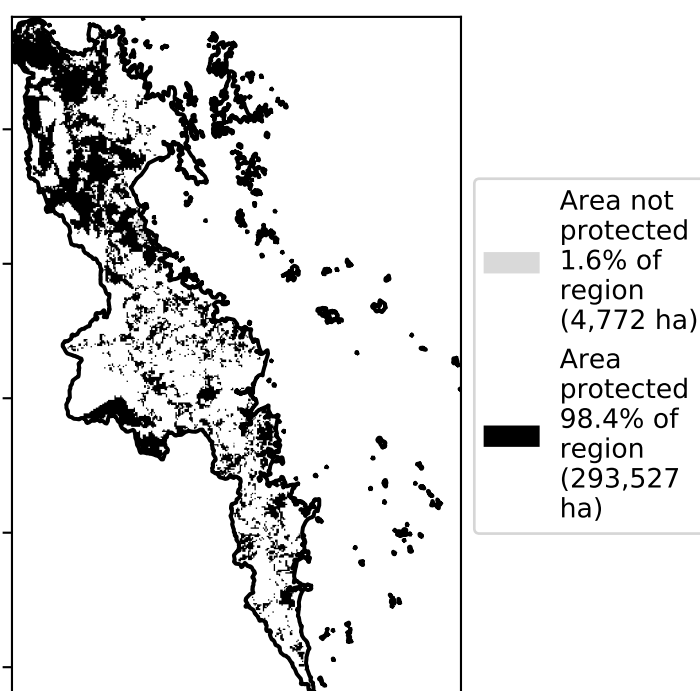 Area not
protected
1.6% of
region
(4,772 ha)
Area
protected
98.4% of
region
(293,527
ha)